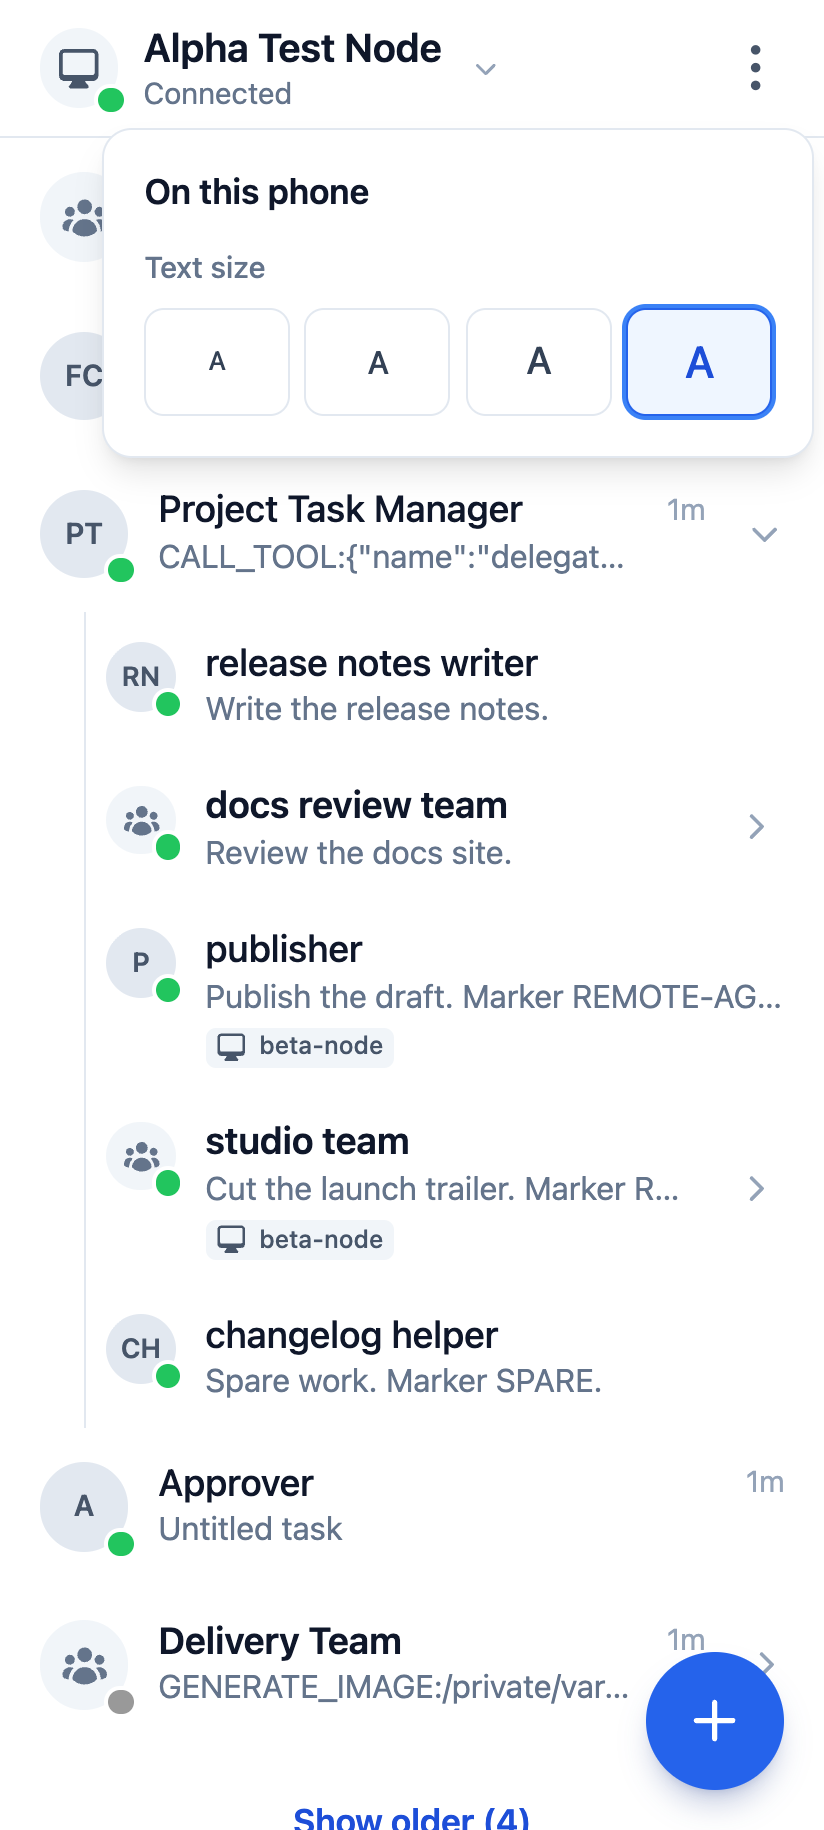 Alpha Test Node
Connected
On this phone
Text size
A A A A
FC
PT
Project Task Manager
1m
CALL_TOOL:{"name":"delegat...
RN
release notes writer
Write the release notes.
docs review team
Review the docs site.
P
publisher
Publish the draft. Marker REMOTE-AG...
beta-node
studio team
Cut the launch trailer. Marker R...
beta-node
CH
changelog helper
Spare work. Marker SPARE.
A
Approver
1m
Untitled task
Delivery Team
1m
GENERATE_IMAGE:/private/var...
Show older (4)